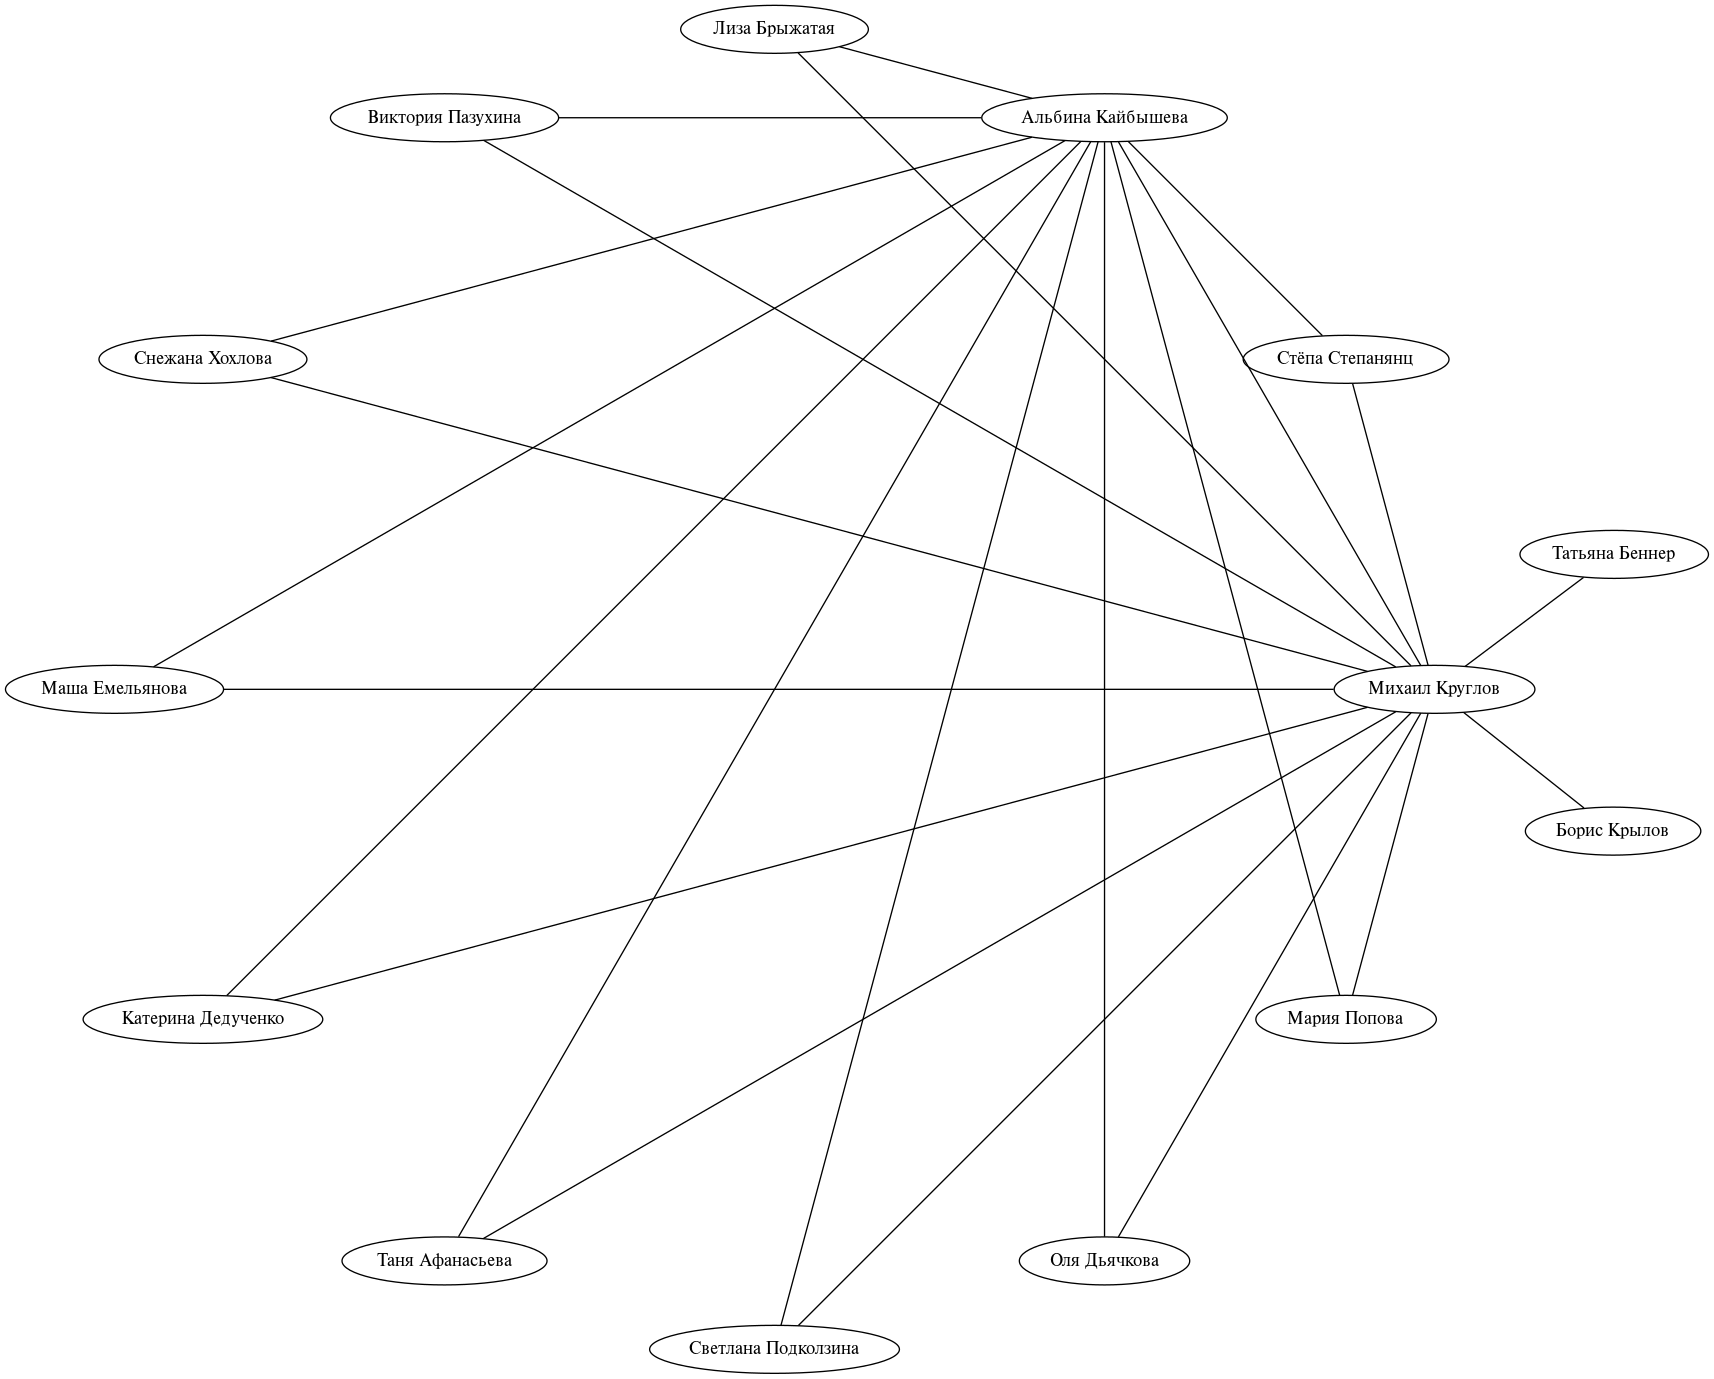 Лиза Брыжатая
Виктория Пазухина
Альбина Кайбышева
Снежана Хохлова
Стёпа Степанянц
Татьяна Беннер
Маша Емельянова
Михаил Круглов
Борис Крылов
Катерина Дедученко
Мария Попова
Таня Афанасьева
Оля Дьячкова
Светлана Подколзина